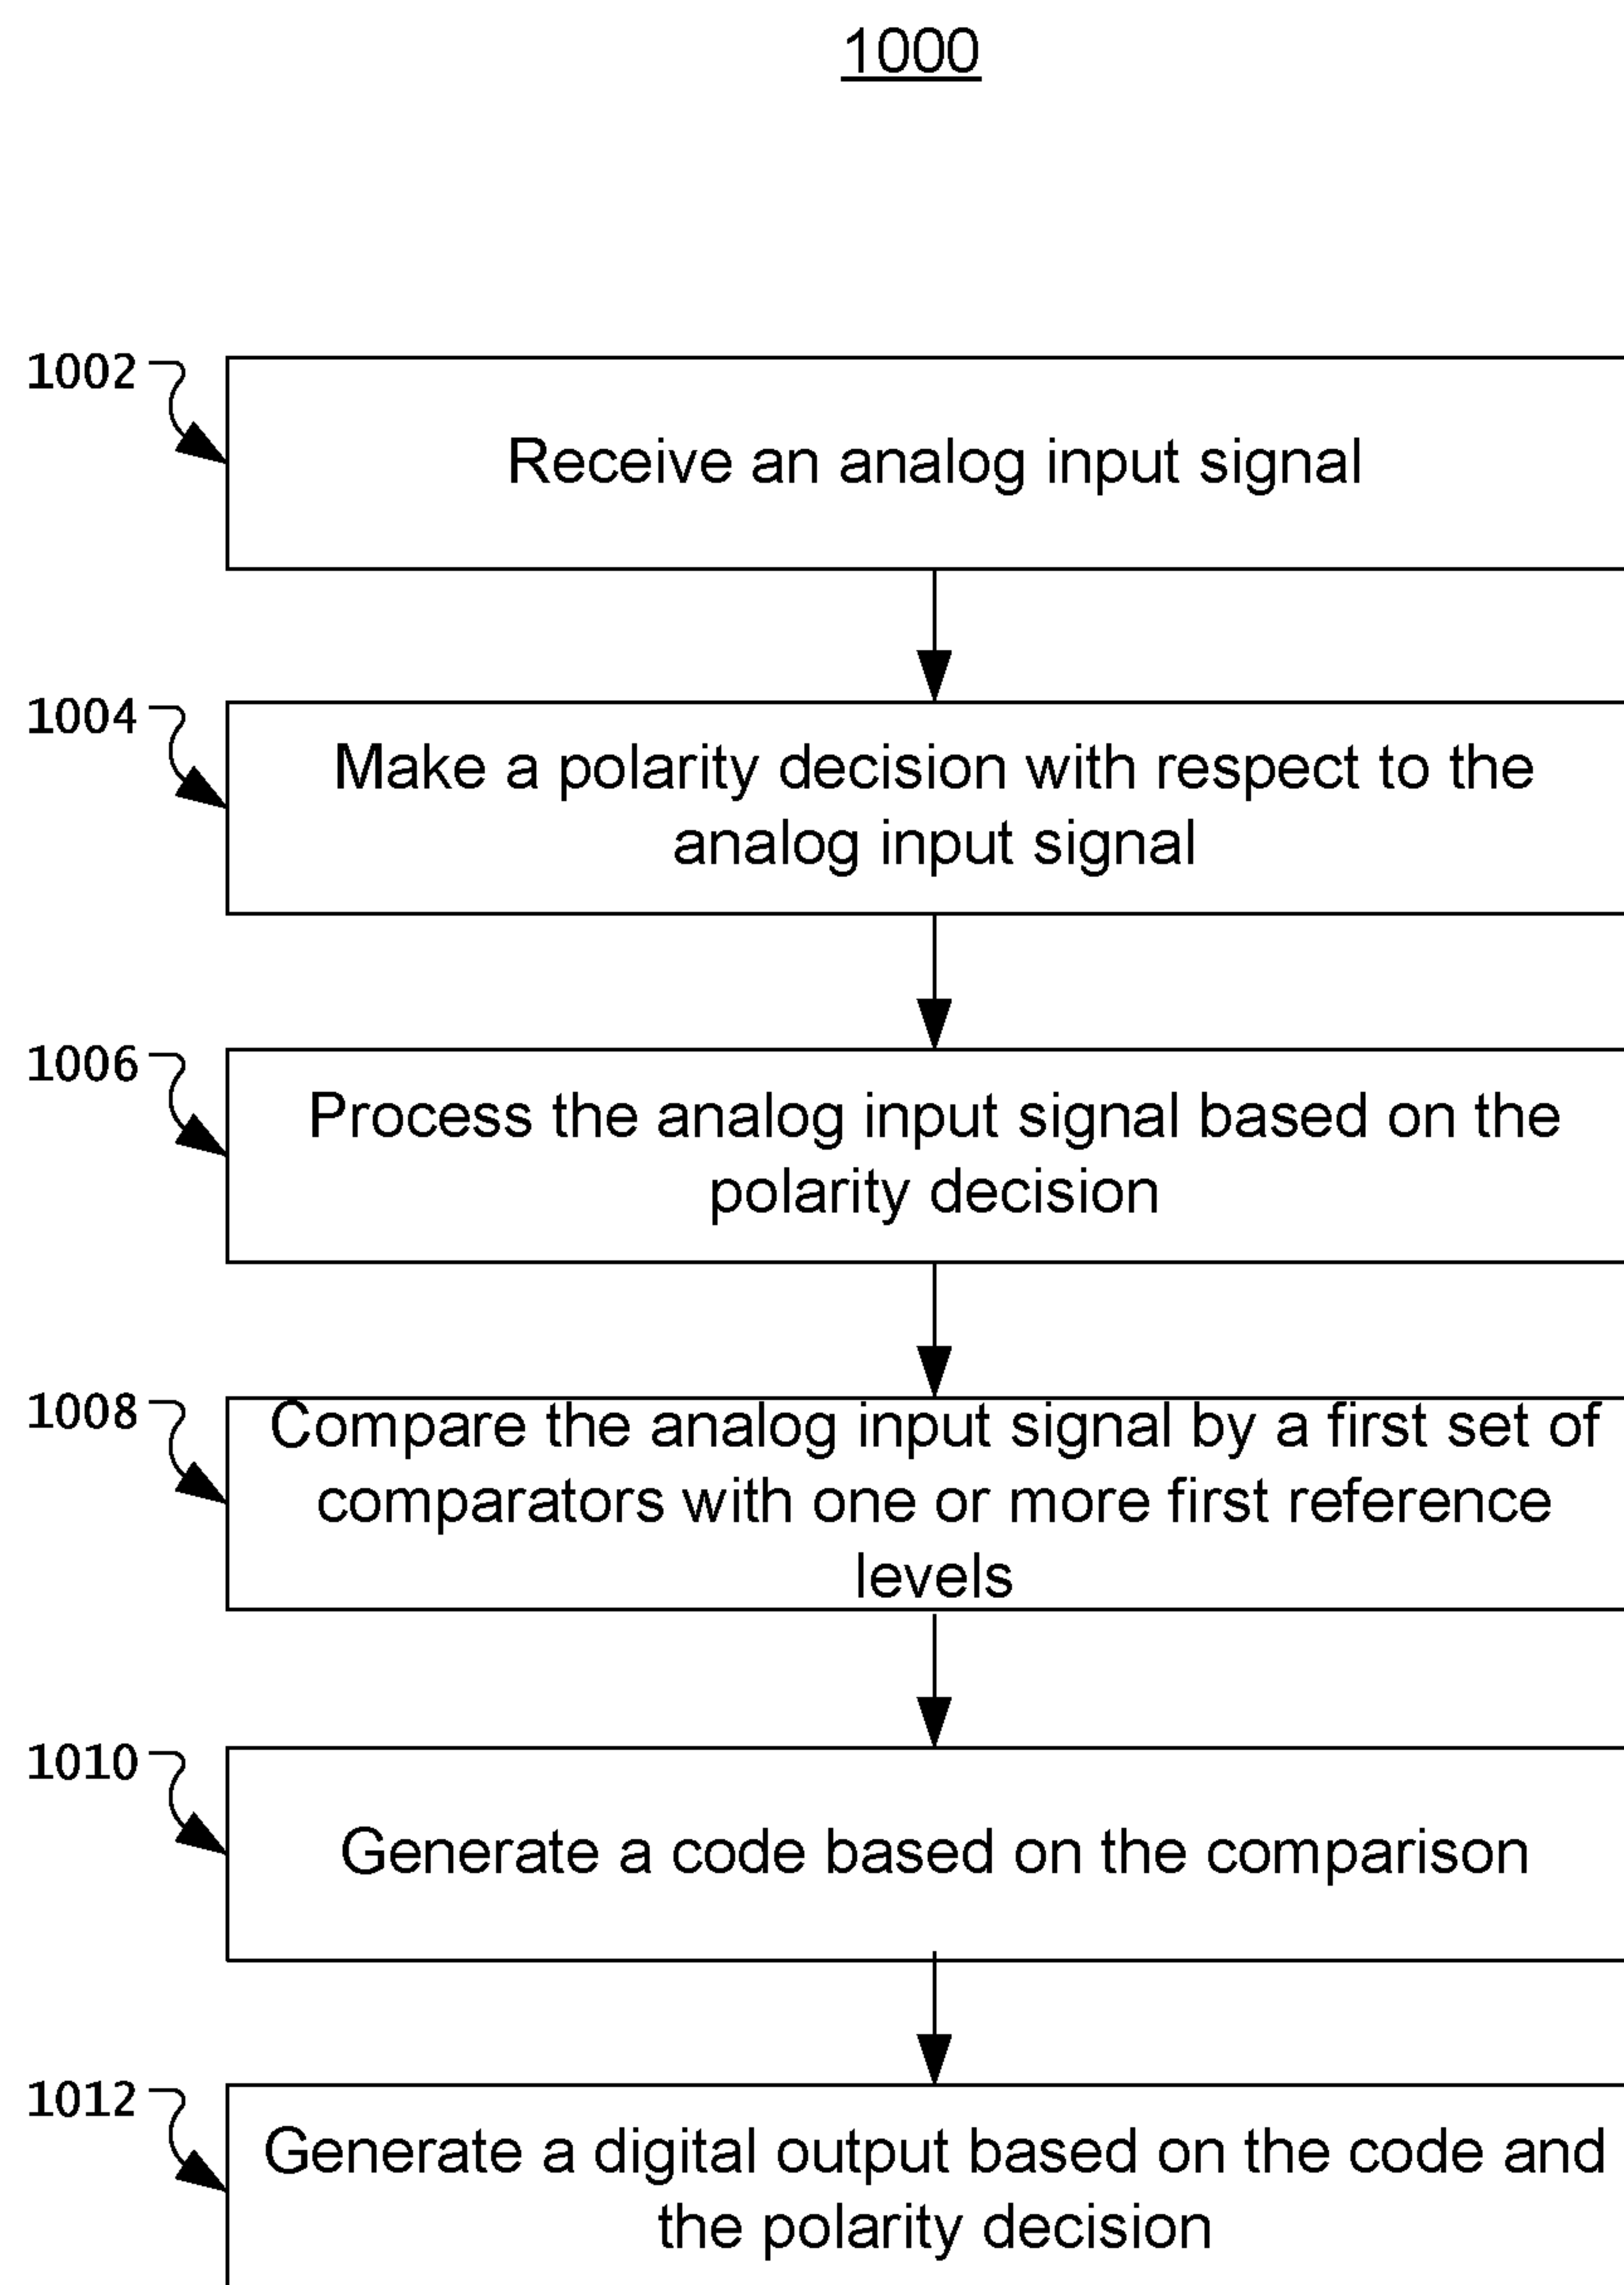 1000
1002
Receive an analog input signal
1004
Make a polarity decision with respect to the
analog input signal
1006
Process the analog input signal based on the
polarity decision
1008
Compare the analog input signal by a first set of
comparators with one or more first reference
levels
1010
Generate a code based on the comparison
1012
Generate a digital output based on the code and
the polarity decision